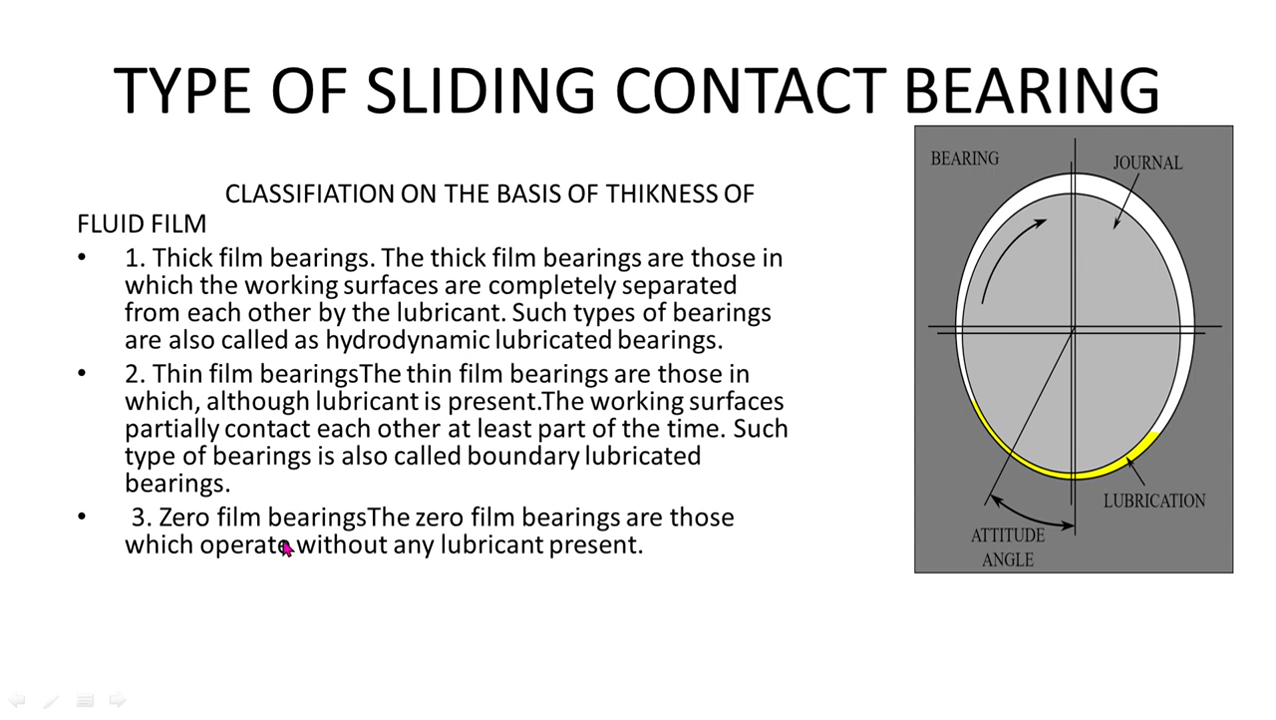 TYPE OF SLIDING CONTACT BEARING
CLASSIFIATION ON THE BASIS OF THIKNESS OF
FLUID FILM
• 1. Thick film bearings. The thick film bearings are those in
which the working surfaces are completely separated
from each other by the lubricant. Such types of bearings
are also called as hydrodynamic lubricated bearings.
• 2. Thin film bearingsThe thin film bearings are those in
which, although lubricant is present.The working surfaces
partially contact each other at least part of the time. Such
type of bearings is also called boundary lubricated
bearings.
• 3. Zero film bearingsThe zero film bearings are those
which operate without any lubricant present.
BEARING
JOURNAL
LUBRICATION
ATTITUDE
ANGLE